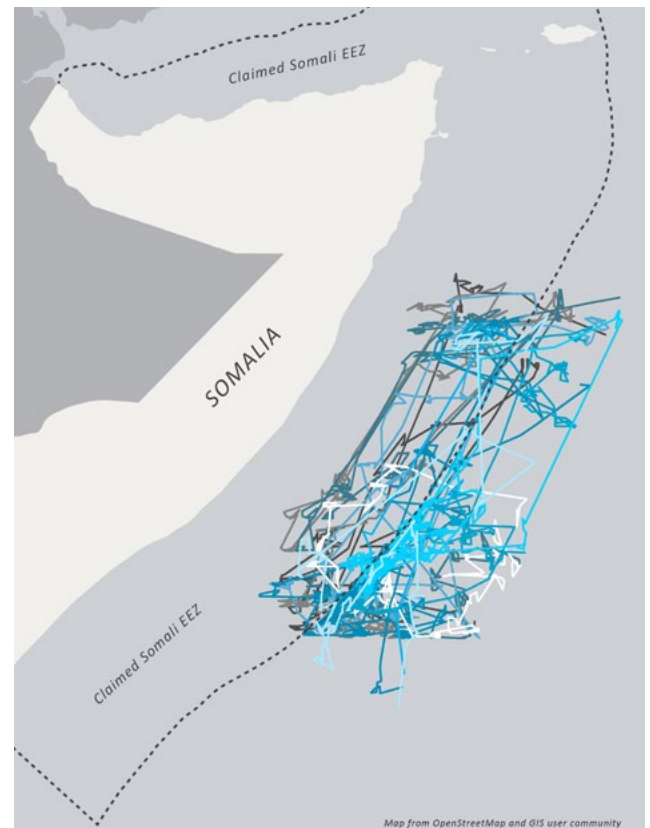 Claimed Somali EEZ
SOMALIA
Claimed Somali EEZ
Map from OpenStreetMap and GIS user community